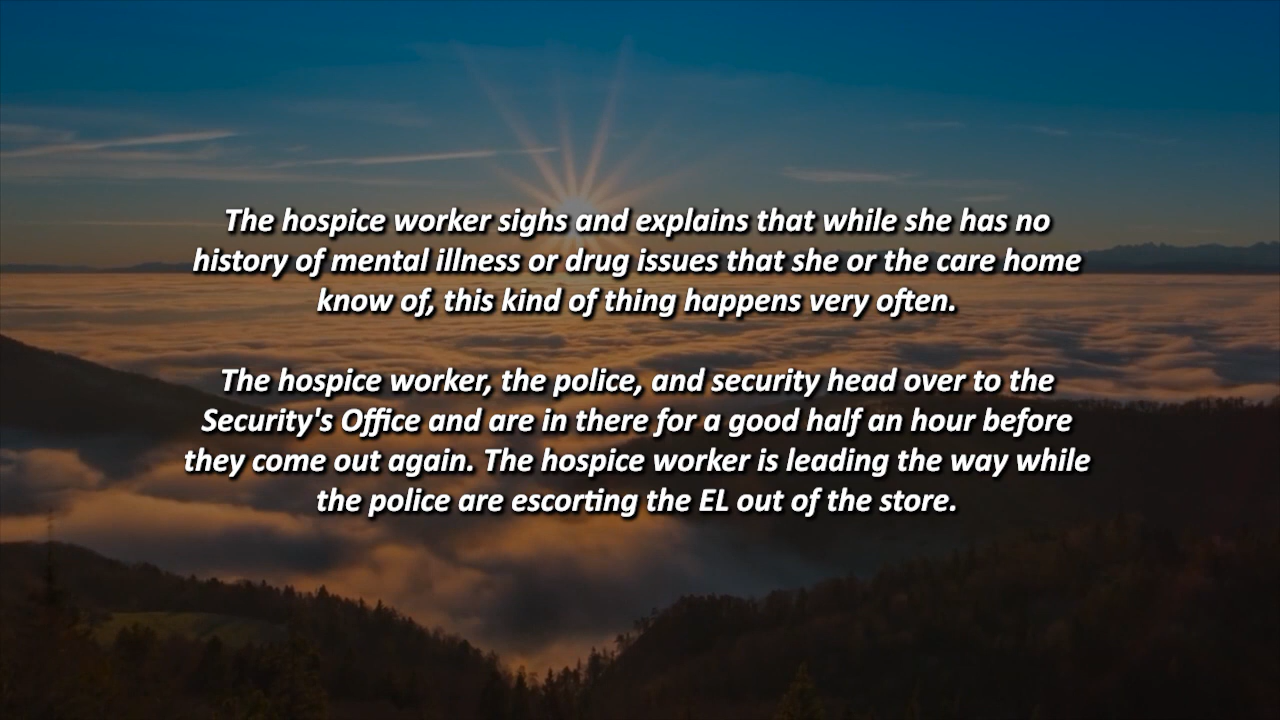 The hospice worker sighs and explains that while she has no
history of mental illness or drug issues that she or the care home
know of, this kind of thing happens very often.
The hospice worker, the police, and security head over to the
Security's Office and are in there for a good half an hour before
they come out again. The hospice worker is leading the way while
the police are escorting the EL out of the store.